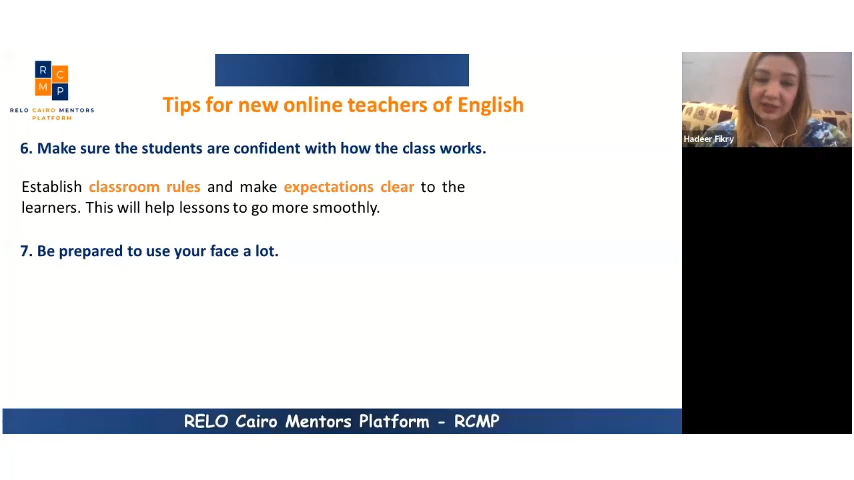 R
C
M
P
RELO CAIRO MENTORS
PLATFORM
Tips for new online teachers of English
6. Make sure the students are confident with how the class works.
Establish classroom rules and make expectations clear to the
learners. This will help lessons to go more smoothly.
7. Be prepared to use your face a lot.
RELO Cairo Mentors Platform - RCMP
Hadeer Fikry